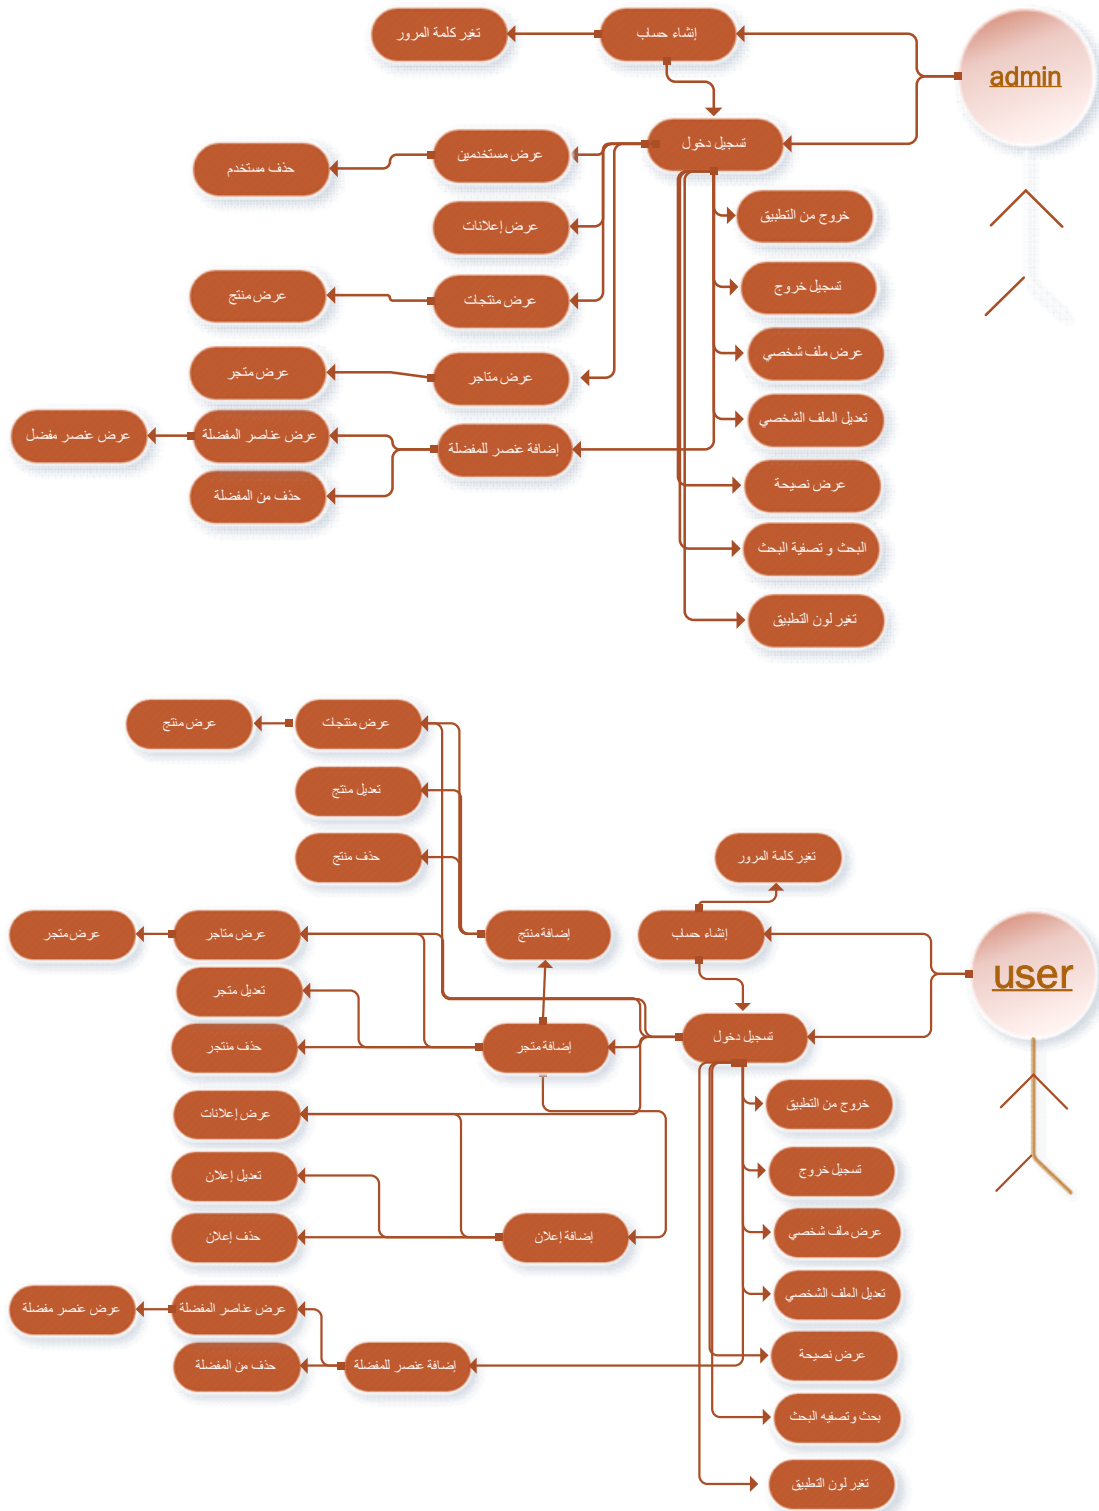 إنشاء حساب
تغير كلمة المرور
admin
تسجيل دخول
عرض مستخدمين
حذف مستخدم
خروج من التطبيق
عرض إعلانات
تسجيل خروج
عرض منتجات
عرض منتج
عرض ملف شخصي
عرض متاجر
عرض متجر
تعديل الملف الشخصي
إضافة عنصر للمفضلة
عرض عناصر المفضلة
عرض عنصر مفضل
عرض نصيحة
حذف من المفضلة
البحث و تصفية البحث
تغير لون التطبيق
عرض منتجات
عرض منتج
تعديل منتج
حذف منتج
تغير كلمة المرور
إنشاء حساب
إضافة منتج
عرض متاجر
عرض متجر
user
تعديل متجر
تسجيل دخول
إضافة متجر
حذف منتجر
خروج من التطبيق
عرض إعلانات
تسجيل خروج
تعديل إعلان
عرض ملف شخصي
إضافة إعلان
حذف إعلان
تعديل الملف الشخصي
عرض عناصر المفضلة
عرض عنصر مفضلة
عرض نصيحة
إضافة عنصر للمفضلة
حذف من المفضلة
بحث وتصفيه البحث
تغير لون التطبيق